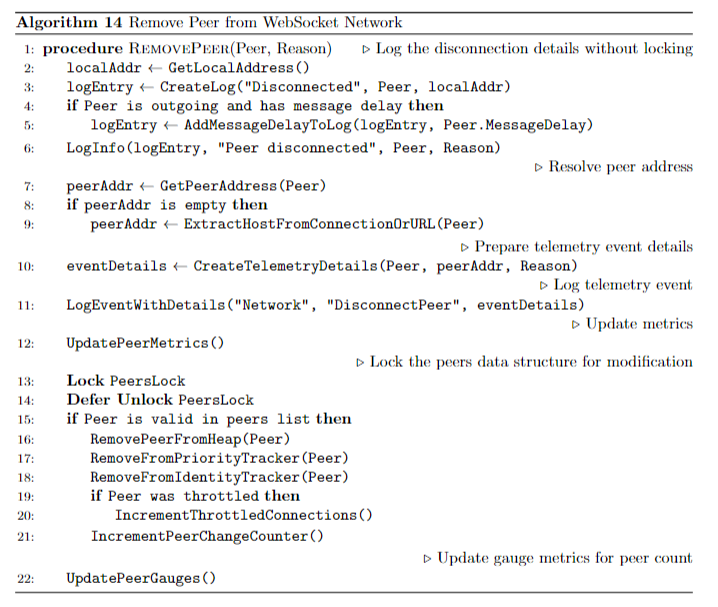 Algorithm 14 Remove Peer from WebSocket Network
1: procedure REMOVEPEER(Peer, Reason) ▷ Log the disconnection details without locking
2: localAddr ← GetLocalAddress()
3: logEntry ← CreateLog("Disconnected", Peer, localAddr)
4: if Peer is outgoing and has message delay then
5: logEntry ← AddMessageDelayToLog(logEntry, Peer.MessageDelay)
6: LogInfo(logEntry, "Peer disconnected", Peer, Reason)
▷ Resolve peer address
7: peerAddr ← GetPeerAddress(Peer)
8: if peerAddr is empty then
9: peerAddr ← ExtractHostFromConnectionOrURL(Peer)
▷ Prepare telemetry event details
10: eventDetails ← CreateTelemetryDetails(Peer, peerAddr, Reason)
▷ Log telemetry event
11: LogEventWithDetails("Network", "DisconnectPeer", eventDetails)
▷ Update metrics
12: UpdatePeerMetrics()
▷ Lock the peers data structure for modification
13: Lock PeersLock
14: Defer Unlock PeersLock
15: if Peer is valid in peers list then
16: RemovePeerFromHeap(Peer)
17: RemoveFromPriorityTracker(Peer)
18: RemoveFromIdentityTracker(Peer)
19: if Peer was throttled then
20: IncrementThrottledConnections()
21: IncrementPeerChangeCounter()
▷ Update gauge metrics for peer count
22: UpdatePeerGauges()